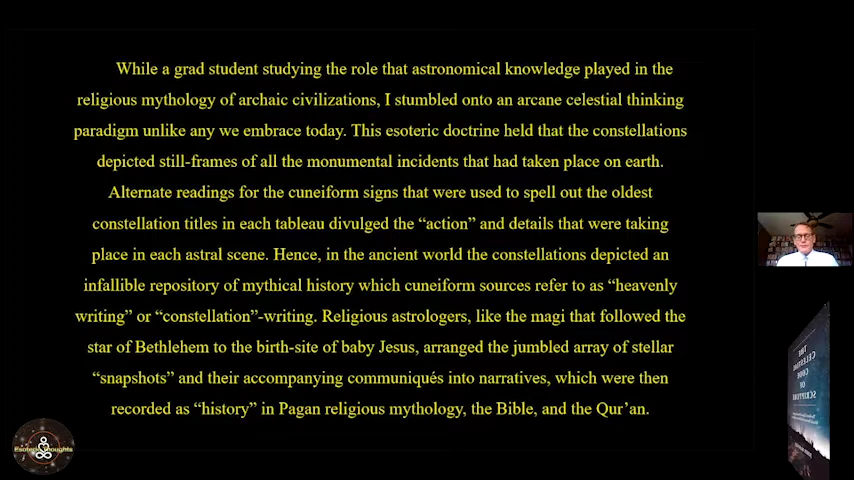 While a grad student studying the role that astronomical knowledge played in the
religious mythology of archaic civilizations, I stumbled onto an arcane celestial thinking
paradigm unlike any we embrace today. This esoteric doctrine held that the constellations
depicted still-frames of all the monumental incidents that had taken place on earth.
Alternate readings for the cuneiform signs that were used to spell out the oldest
constellation titles in each tableau divulged the “action” and details that were taking
place in each astral scene. Hence, in the ancient world the constellations depicted an
infallible repository of mythical history which cuneiform sources refer to as “heavenly
writing” or “constellation”-writing. Religious astrologers, like the magi that followed the
star of Bethlehem to the birth-site of baby Jesus, arranged the jumbled array of stellar
“snapshots” and their accompanying communiqués into narratives, which were then
recorded as “history” in Pagan religious mythology, the Bible, and the Qur’an.
THE
CELESTIAL
CODE
OF
SCRIPTURE
Esoteric Thoughts